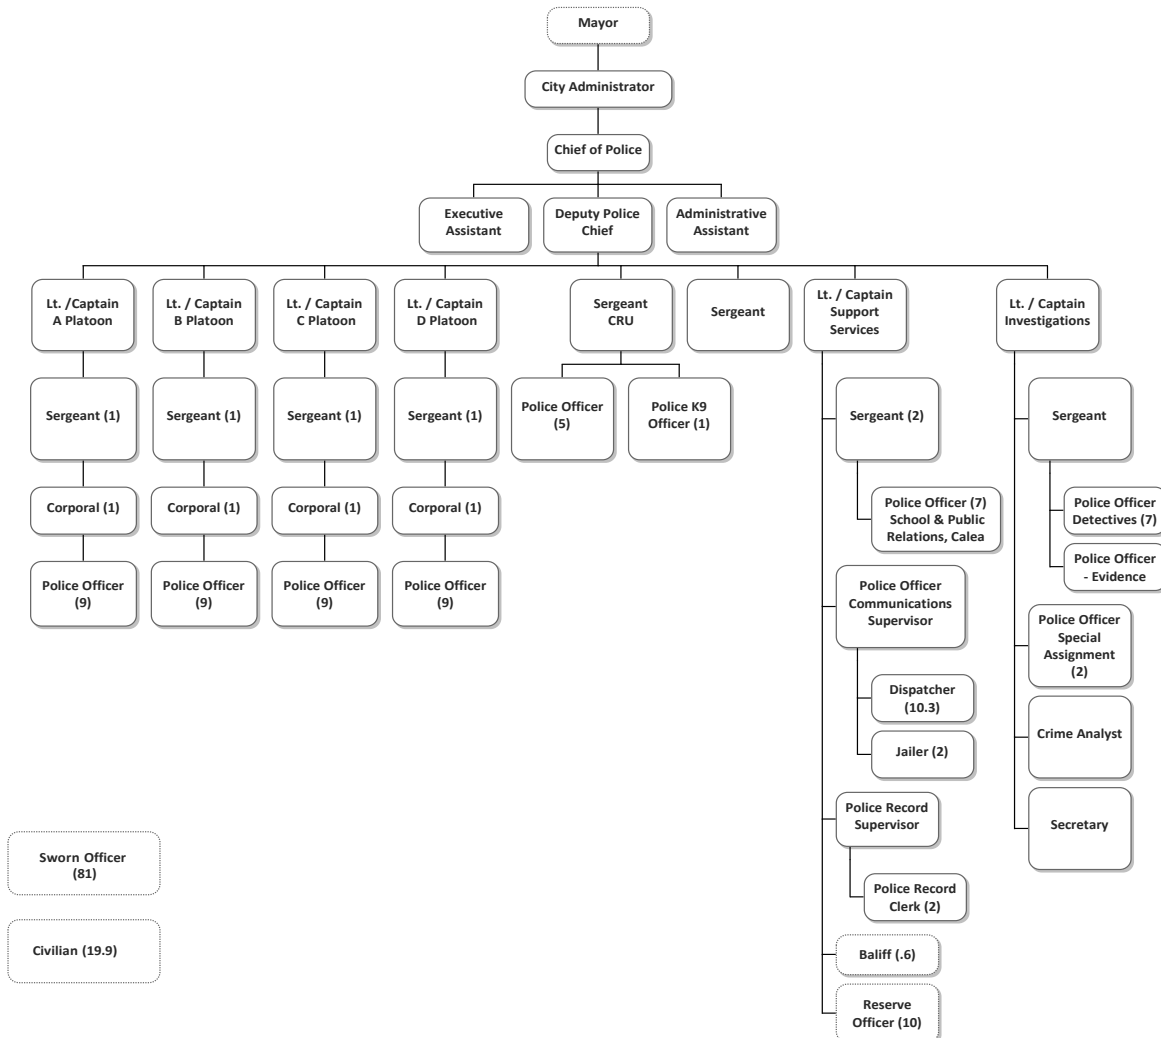 Mayor
City Administrator
Chief of Police
Executive
Assistant
Deputy Police
Chief
Administrative
Assistant
Lt. /Captain
A Platoon
Lt. / Captain
B Platoon
Lt. / Captain
C Platoon
Lt. / Captain
D Platoon
Sergeant
CRU
Sergeant
Lt. / Captain
Support
Services
Lt. / Captain
Investigations
Sergeant (1)
Sergeant (1)
Sergeant (1)
Sergeant (1)
Police Officer
(5)
Police K9
Officer (1)
Sergeant (2)
Sergeant
Corporal (1)
Corporal (1)
Corporal (1)
Corporal (1)
Police Officer (7)
School & Public
Relations, Calea
Police Officer
Detectives (7)
Police Officer
(9)
Police Officer
(9)
Police Officer
(9)
Police Officer
(9)
Police Officer
Communications
Supervisor
Police Officer
- Evidence
Police Officer
Special
Assignment
(2)
Dispatcher
(10.3)
Jailer (2)
Crime Analyst
Police Record
Supervisor
Secretary
Sworn Officer
(81)
Police Record
Clerk (2)
Civilian (19.9)
Baliff (.6)
Reserve
Officer (10)